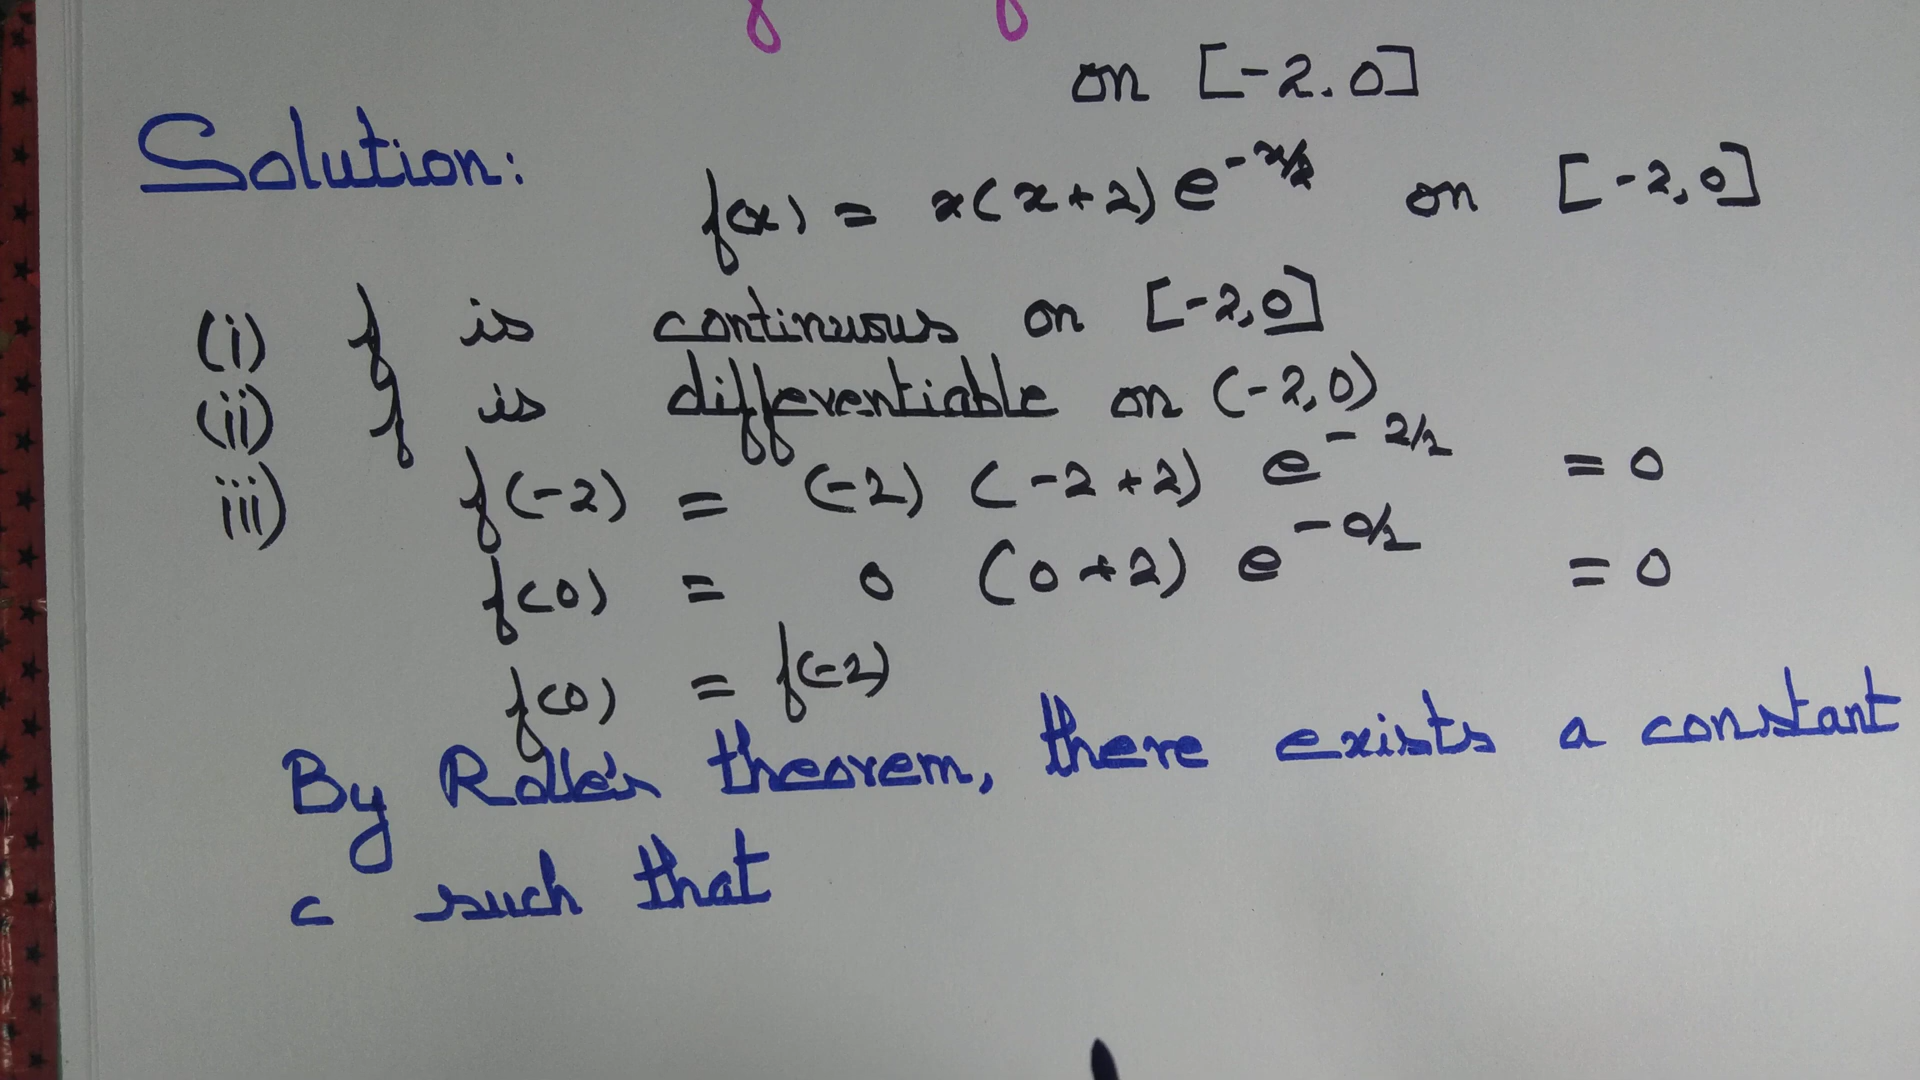 on [-2.0]
Solution:
f(x) = x(x+2) e^{-x/2} on [-2,0]
(i) f is continuous on [-2,0]
(ii) f is differentiable on (-2,0)
iii) f(-2) = (-2) (-2+2) e^{-2/2} = 0
f(0) = 0 (0+2) e^{-0/2} = 0
f(0) = f(-2)
By Rolle's theorem, there exists a constant
c such that